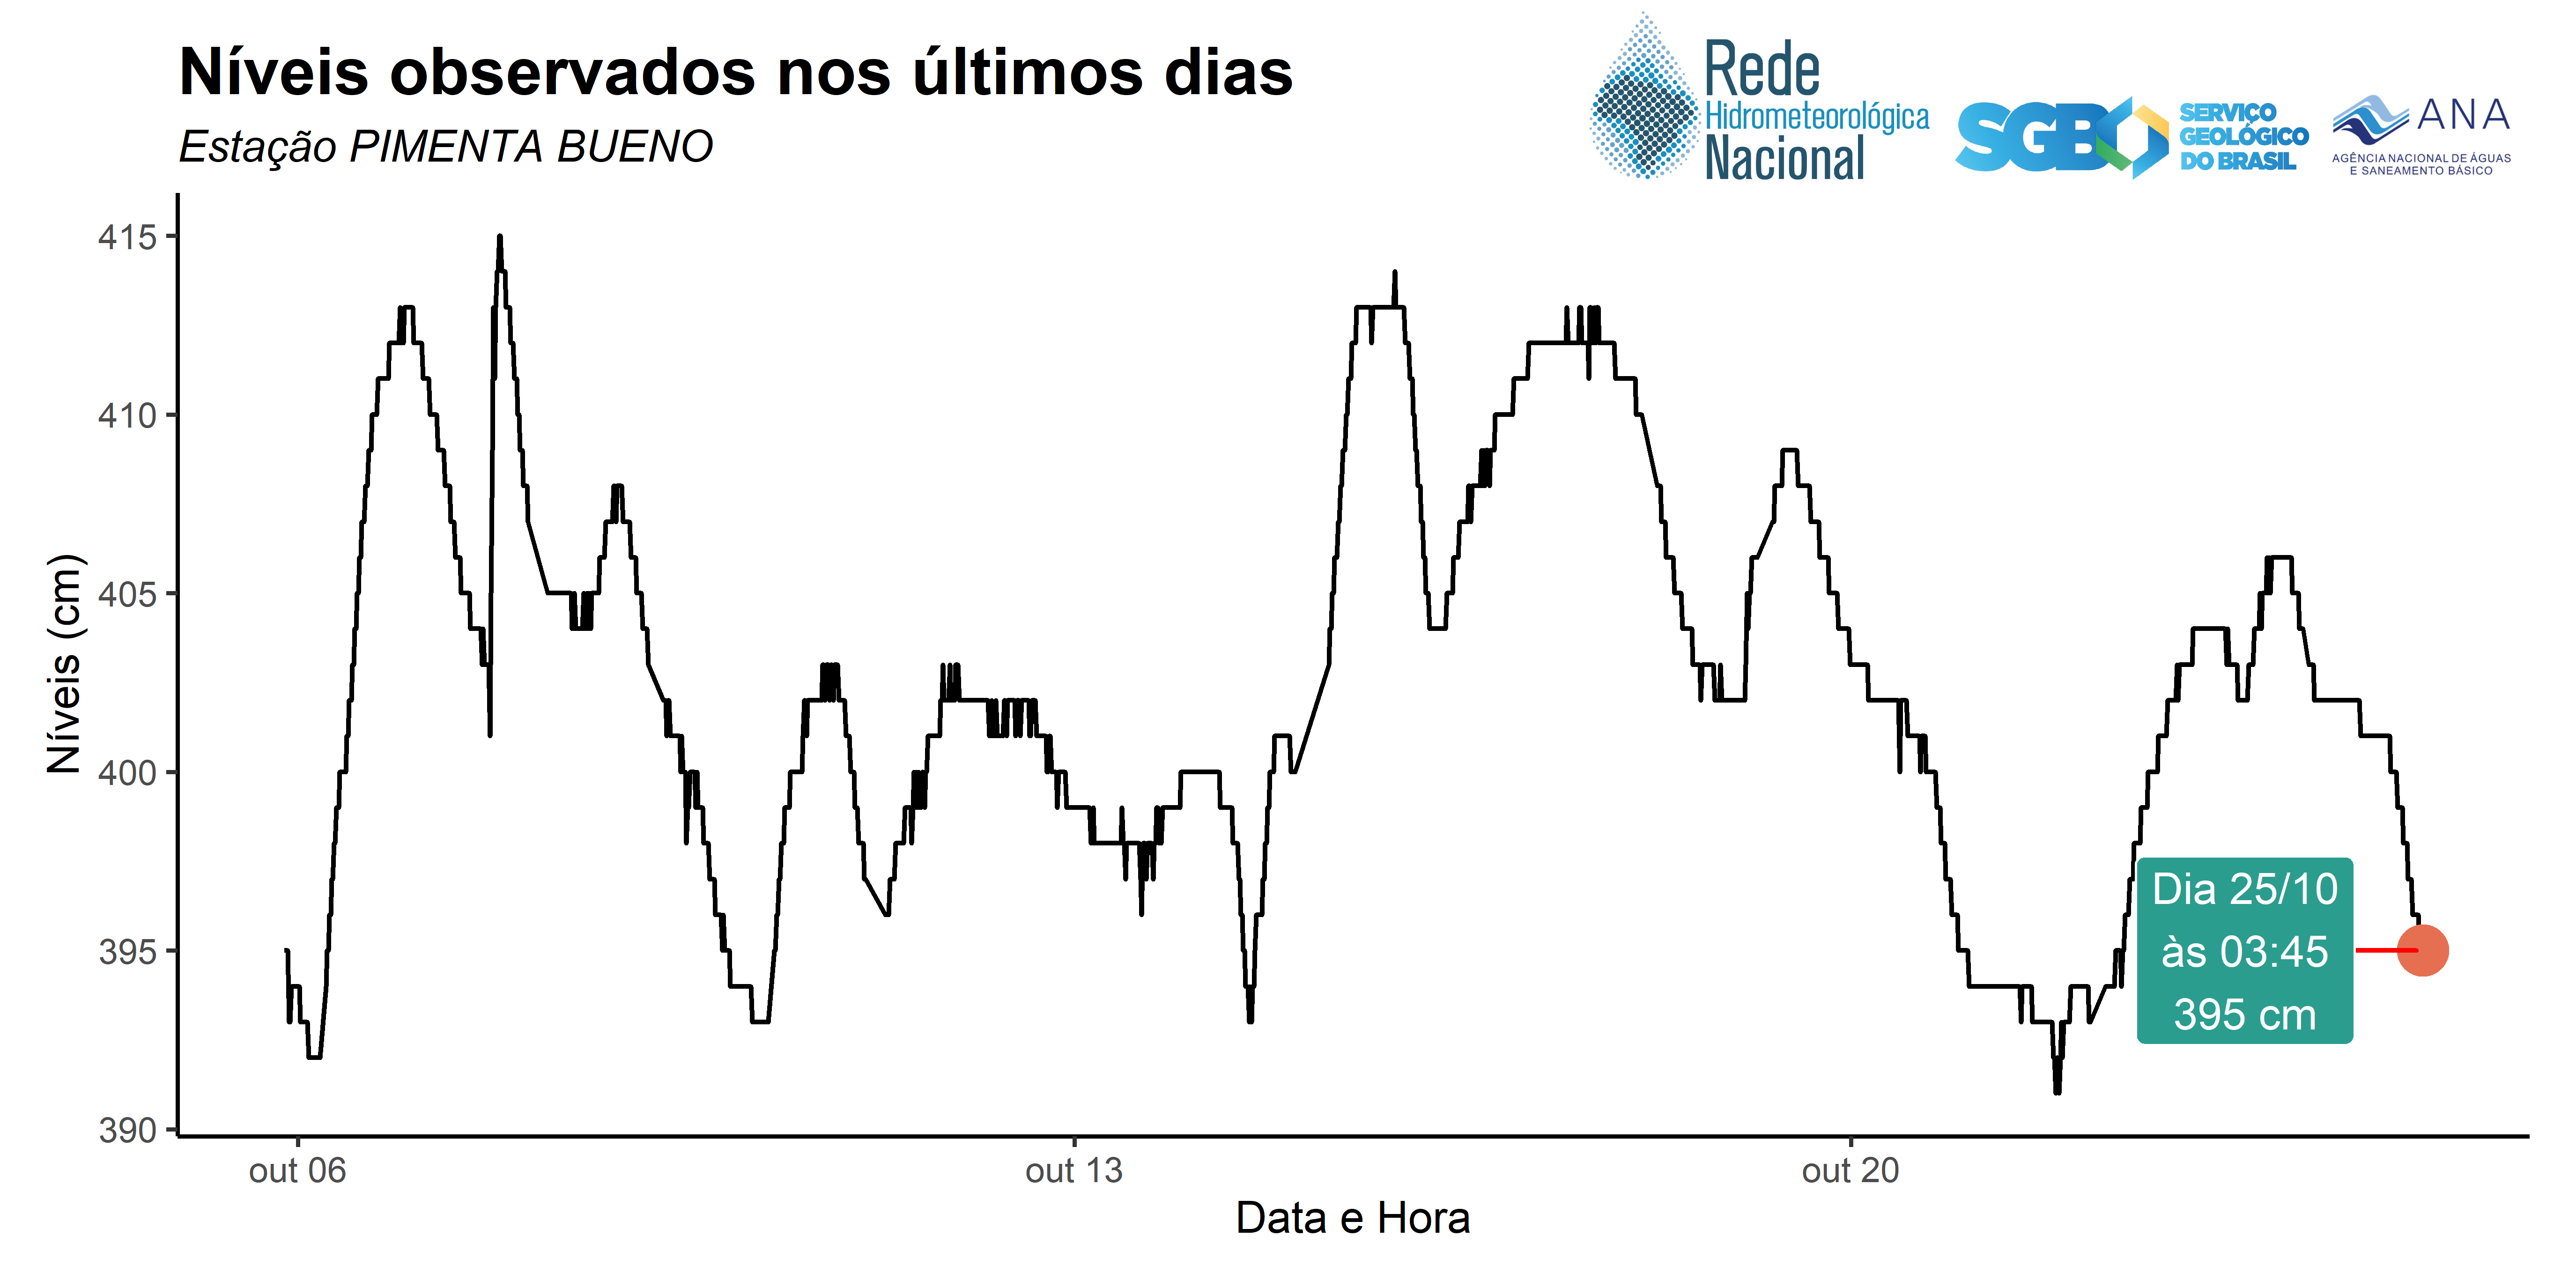 Níveis observados nos últimos dias
Estação PIMENTA BUENO
Rede
Hidrometeorológica
Nacional
SGB
SERVIÇO
GEOLÓGICO
DO BRASIL
ANA
AGÊNCIA NACIONAL DE ÁGUAS
E SANEAMENTO BÁSICO
Níveis (cm)
415
410
405
400
395
390
Dia 25/10
às 03:45
395 cm
out 06
out 13
out 20
Data e Hora